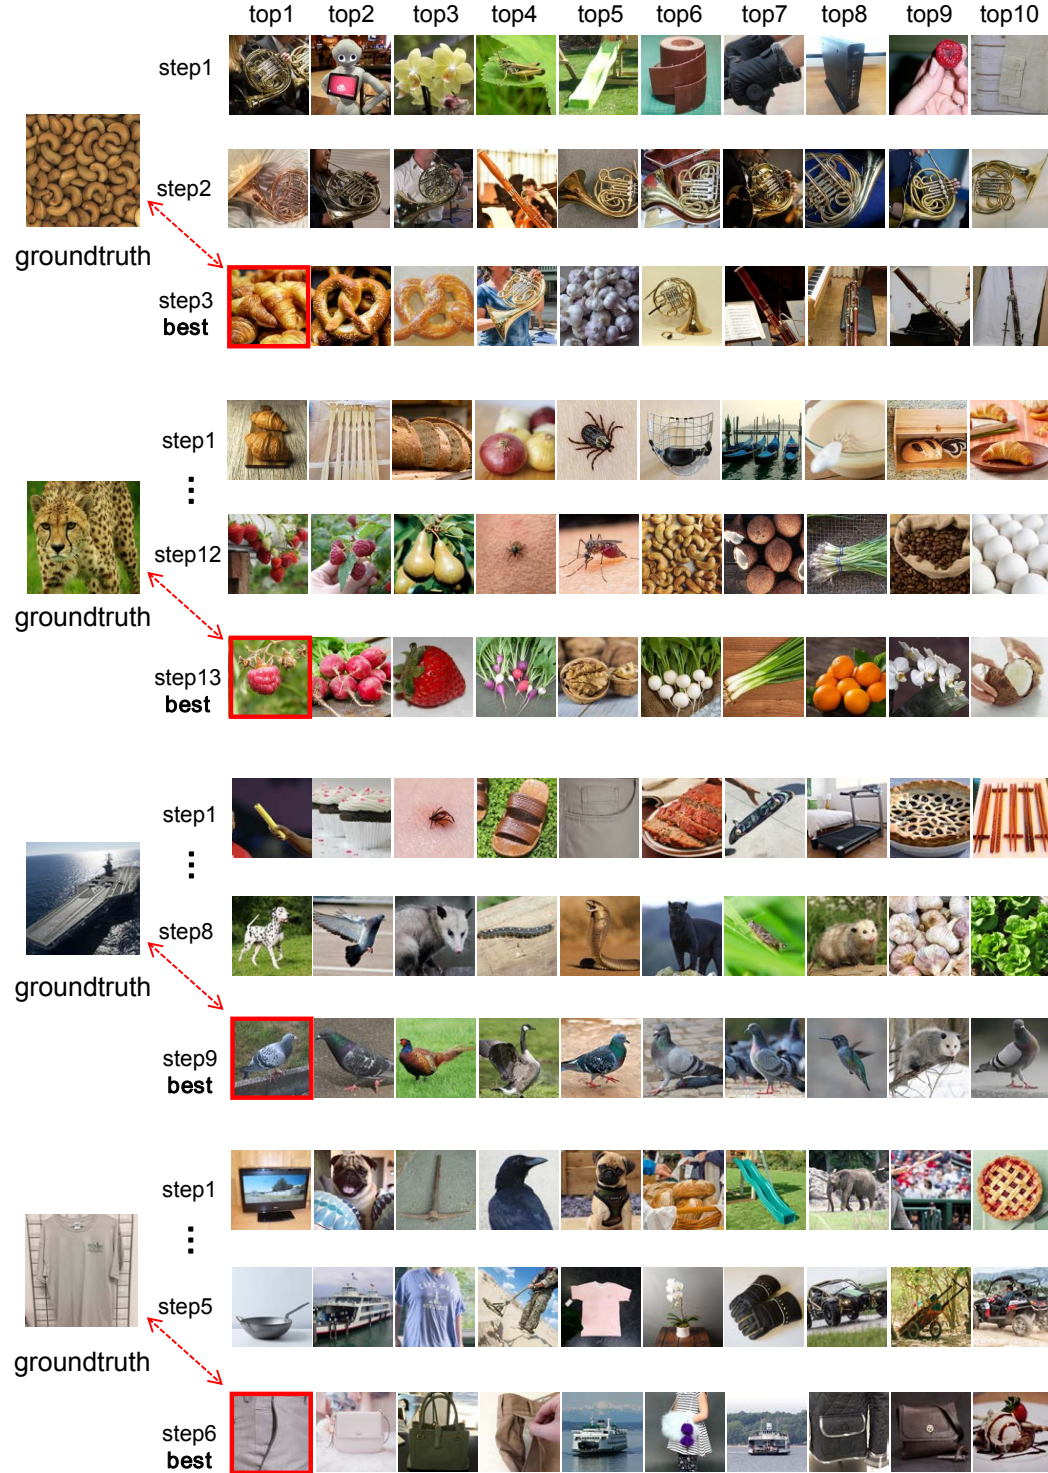 top1 top2 top3 top4 top5 top6 top7 top8 top9 top10
step1
step2
groundtruth
step3
best
step1
⋮
step12
groundtruth
step13
best
step1
⋮
step8
groundtruth
step9
best
step1
⋮
step5
groundtruth
step6
best